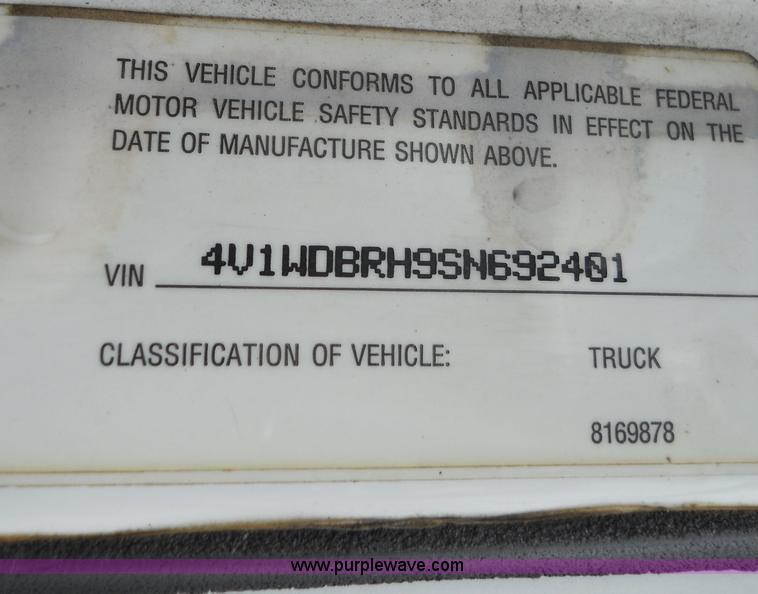 THIS VEHICLE CONFORMS TO ALL APPLICABLE FEDERAL
MOTOR VEHICLE SAFETY STANDARDS IN EFFECT ON THE
DATE OF MANUFACTURE SHOWN ABOVE.
VIN 4V1WDBRH9SN692401
CLASSIFICATION OF VEHICLE: TRUCK
8169878
www.purplewave.com